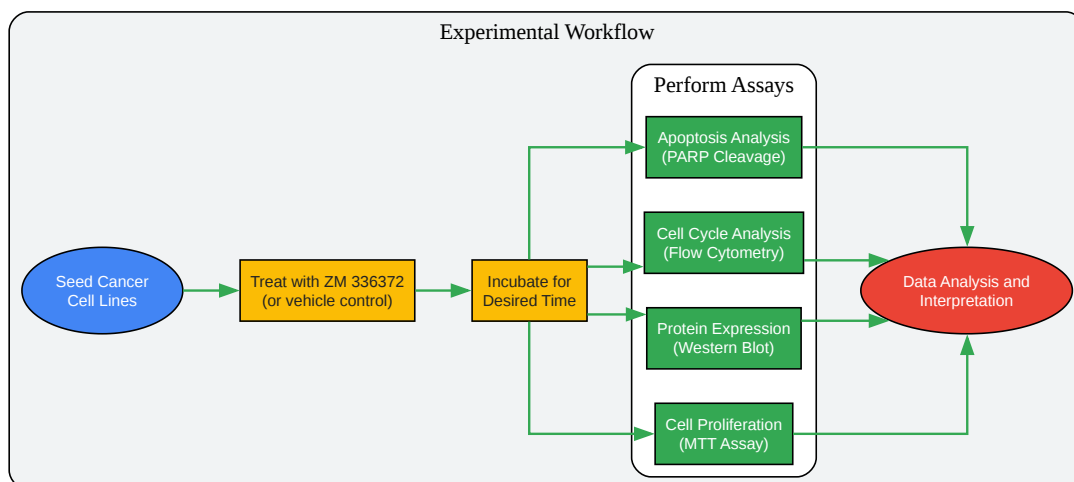 Experimental Workflow
Perform Assays
Apoptosis Analysis
(PARP Cleavage)
Cell Cycle Analysis
(Flow Cytometry)
Seed Cancer
Cell Lines
Treat with ZM 336372
(or vehicle control)
Incubate for
Desired Time
Data Analysis and
Interpretation
Protein Expression
(Western Blot)
Cell Proliferation
(MTT Assay)